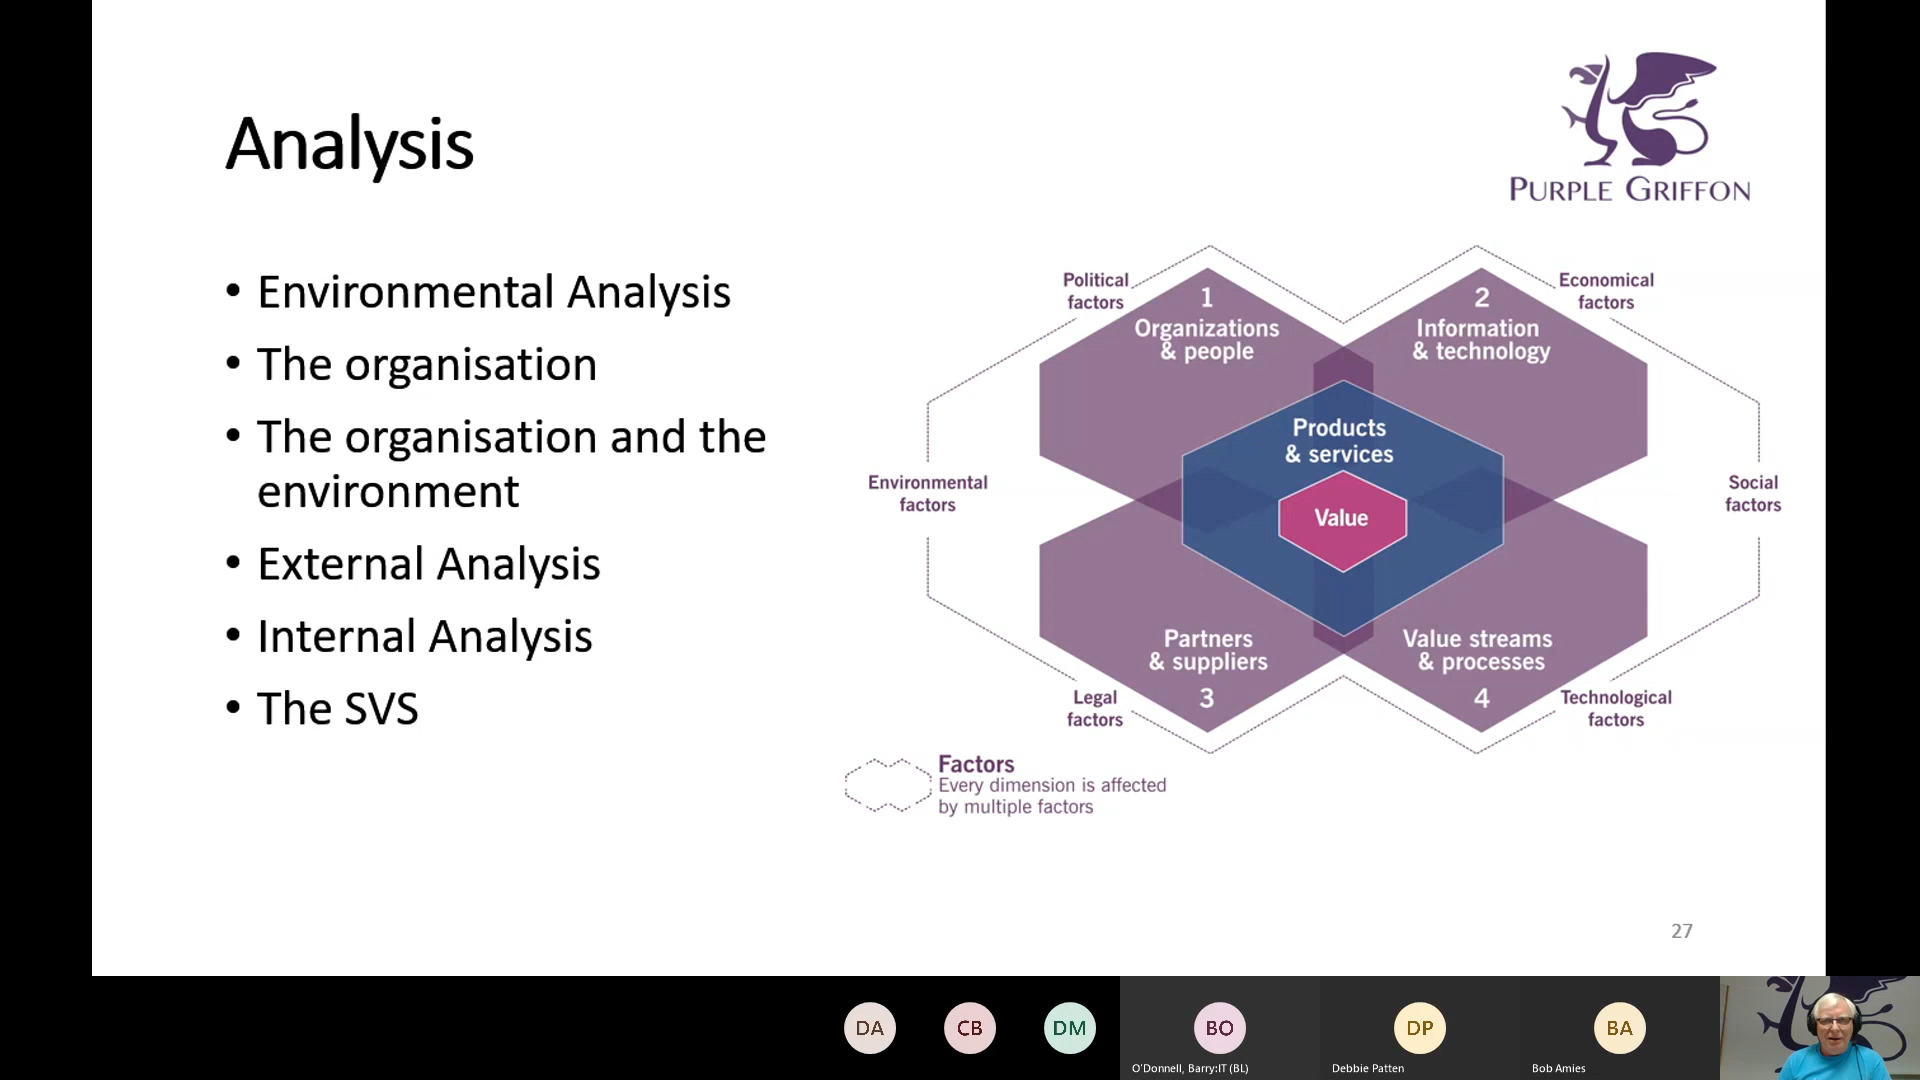 Analysis
PURPLE GRIFFON
• Environmental Analysis
• The organisation
• The organisation and the
environment
• External Analysis
• Internal Analysis
• The SVS
Political
factors
1
Organizations
& people
2
Information
& technology
Economical
factors
Environmental
factors
Products
& services
Value
Social
factors
Partners
& suppliers
3
Value streams
& processes
4
Legal
factors
Technological
factors
Factors
Every dimension is affected
by multiple factors
27
DA
CB
DM
BO
O'Donnell, Barry:IT (BL)
DP
Debbie Patten
BA
Bob Amies